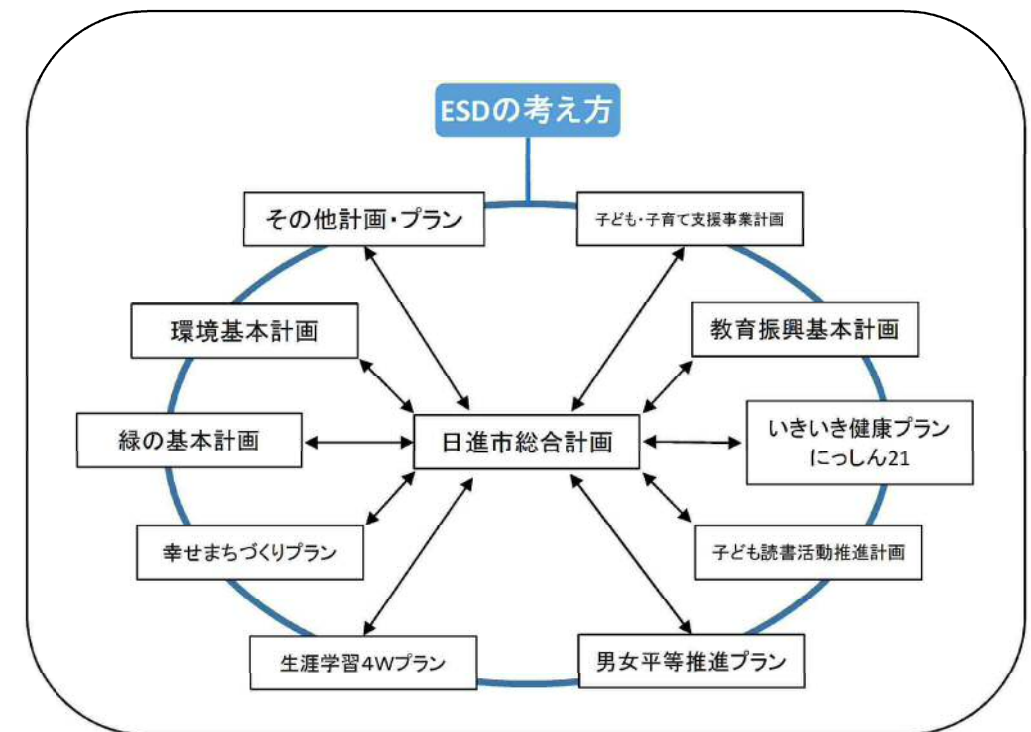 ESDの考え方
その他計画・プラン
子ども・子育て支援事業計画
環境基本計画
教育振興基本計画
緑の基本計画
日進市総合計画
いきいき健康プラン
にっしん21
幸せまちづくりプラン
子ども読書活動推進計画
生涯学習4Wプラン
男女平等推進プラン